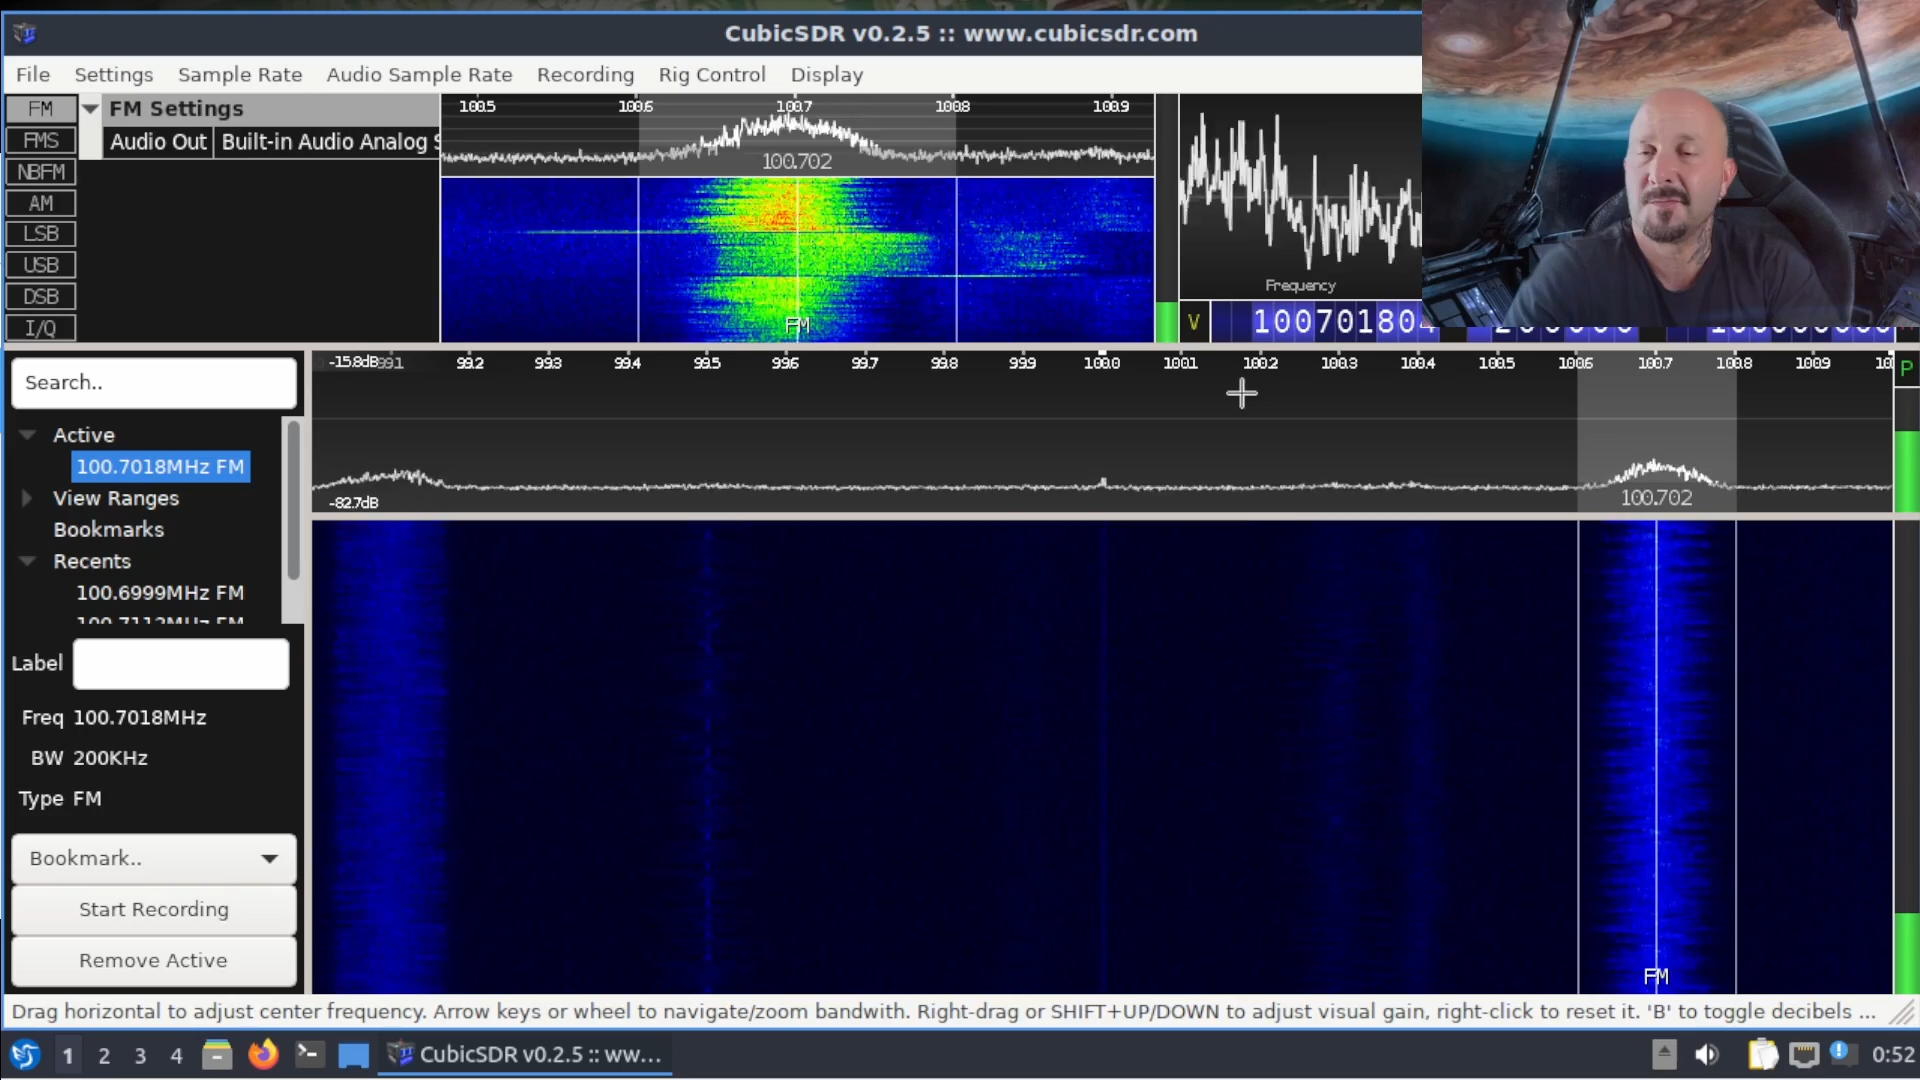 CubicSDR v0.2.5 :: www.cubicsdr.com
File Settings Sample Rate Audio Sample Rate Recording Rig Control Display
FM
FMS
NBFM
AM
LSB
USB
DSB
I/Q
FM Settings
Audio Out Built-in Audio Analog S
100.5 100.6 100.7 100.8 100.9
100.702
FM
Frequency
V 100701804
Search..
Active
100.7018MHz FM
View Ranges
Bookmarks
Recents
100.6999MHz FM
100.7113MHz FM
Label
Freq 100.7018MHz
BW 200KHz
Type FM
Bookmark..
Start Recording
Remove Active
-15.8dB 99.1 99.2 99.3 99.4 99.5 99.6 99.7 99.8 99.9 100.0 100.1 100.2 100.3 100.4 100.5 100.6 100.7 100.8 100.9
P
-82.7dB
100.702
FM
Drag horizontal to adjust center frequency. Arrow keys or wheel to navigate/zoom bandwith. Right-drag or SHIFT+UP/DOWN to adjust visual gain, right-click to reset it. 'B' to toggle decibels ...
1 2 3 4 CubicSDR v0.2.5 :: ww... 0:52